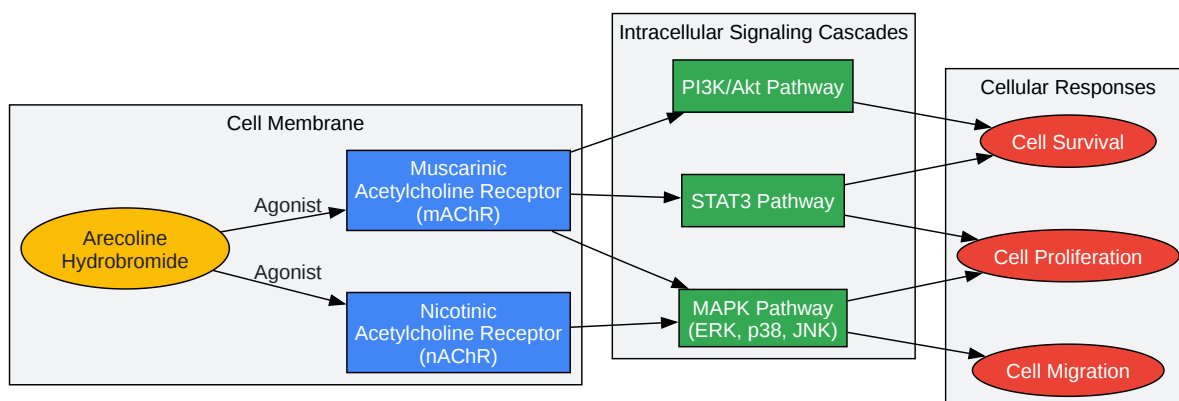 Cell Membrane
Arecoline
Hydrobromide
Agonist
Agonist
Muscarinic
Acetylcholine Receptor
(mAChR)
Nicotinic
Acetylcholine Receptor
(nAChR)
Intracellular Signaling Cascades
PI3K/Akt Pathway
STAT3 Pathway
MAPK Pathway
(ERK, p38, JNK)
Cellular Responses
Cell Survival
Cell Proliferation
Cell Migration